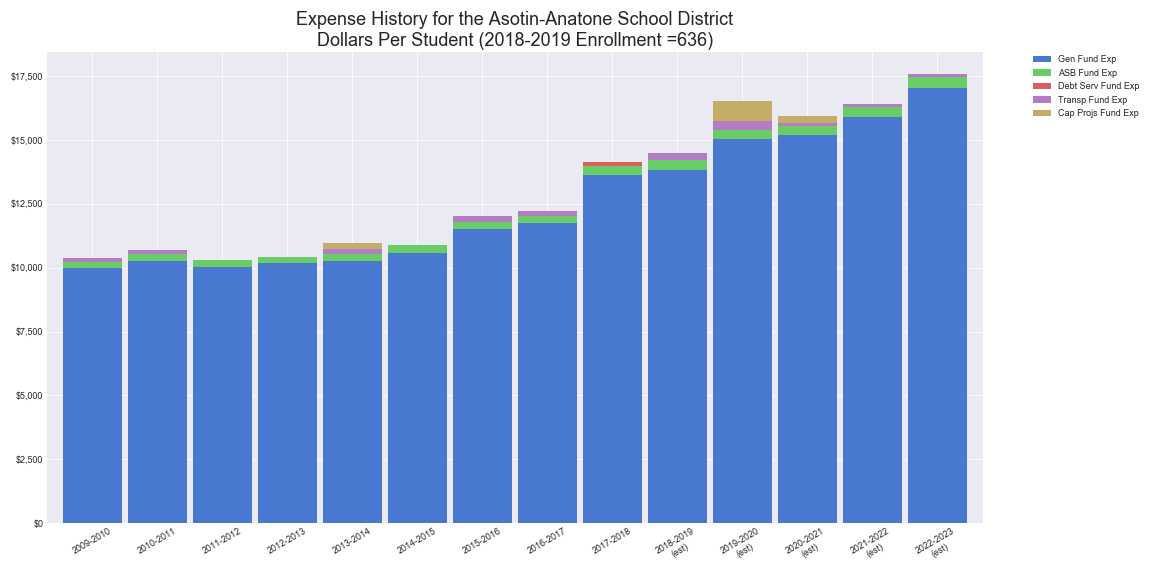 Expense History for the Asotin-Anatone School District
Dollars Per Student (2018-2019 Enrollment =636)
Gen Fund Exp
ASB Fund Exp
Debt Serv Fund Exp
Transp Fund Exp
Cap Projs Fund Exp
$17,500
$15,000
$12,500
$10,000
$7,500
$5,000
$2,500
$0
2009-2010
2010-2011
2011-2012
2012-2013
2013-2014
2014-2015
2015-2016
2016-2017
2017-2018
2018-2019
(est)
2019-2020
(est)
2020-2021
(est)
2021-2022
(est)
2022-2023
(est)